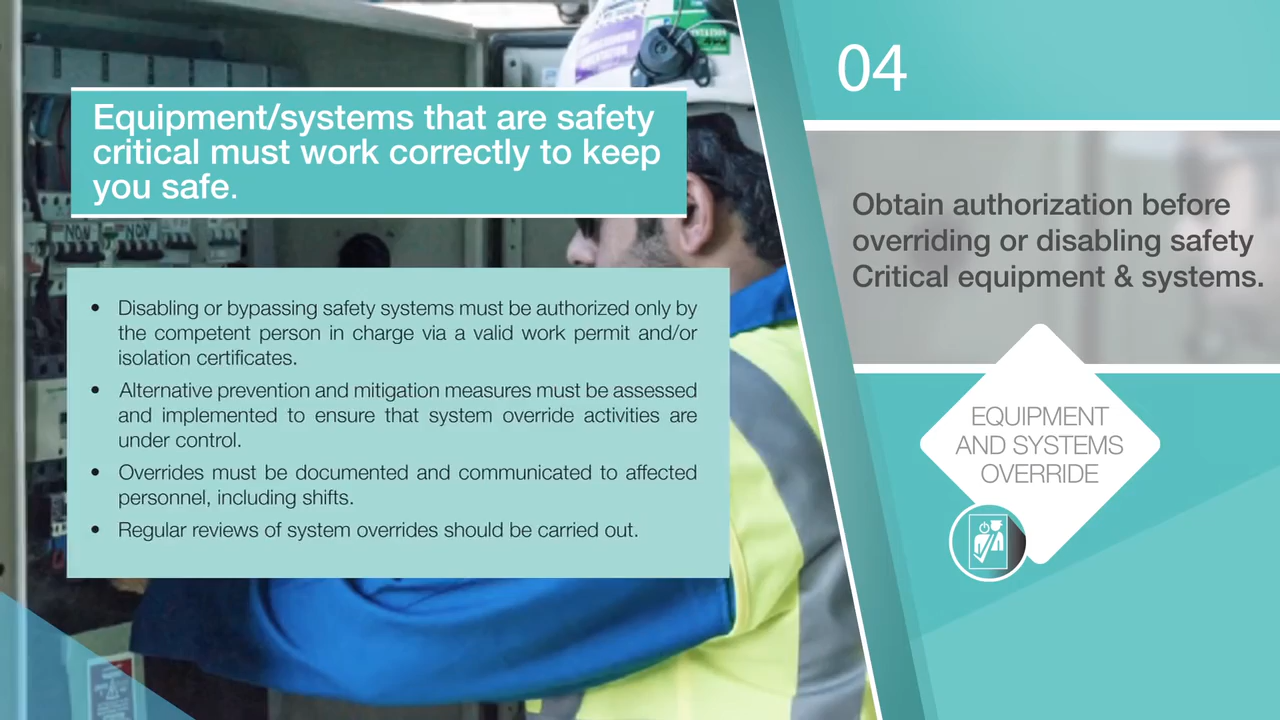 Equipment/systems that are safety
critical must work correctly to keep
you safe.
• Disabling or bypassing safety systems must be authorized only by
the competent person in charge via a valid work permit and/or
isolation certificates.
• Alternative prevention and mitigation measures must be assessed
and implemented to ensure that system override activities are
under control.
• Overrides must be documented and communicated to affected
personnel, including shifts.
• Regular reviews of system overrides should be carried out.
04
Obtain authorization before
overriding or disabling safety
Critical equipment & systems.
EQUIPMENT
AND SYSTEMS
OVERRIDE